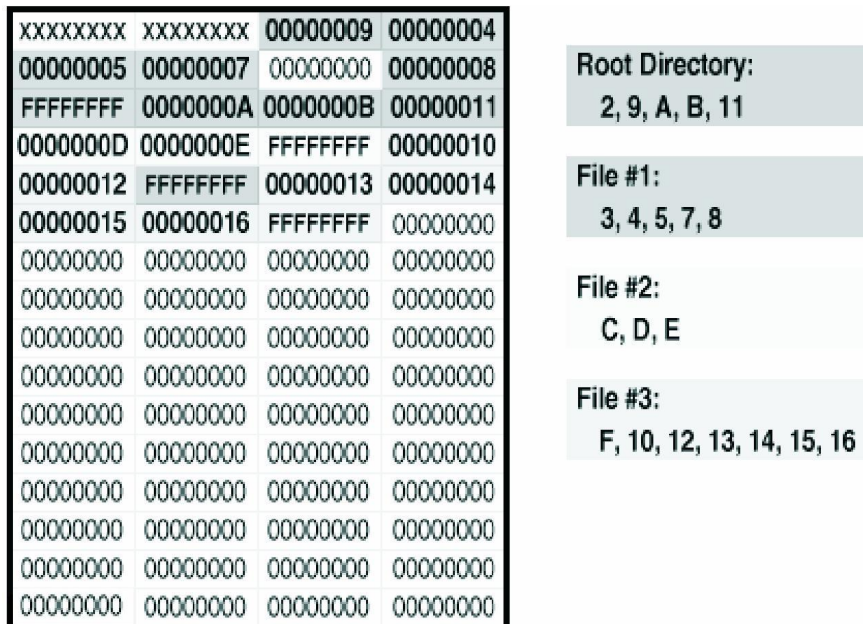 XXXXXXXX XXXXXXXX 00000009 00000004
00000005 00000007 00000000 00000008
FFFFFFFF 0000000A 0000000B 00000011
0000000D 0000000E FFFFFFFF 00000010
00000012 FFFFFFFF 00000013 00000014
00000015 00000016 FFFFFFFF 00000000
00000000 00000000 00000000 00000000
00000000 00000000 00000000 00000000
00000000 00000000 00000000 00000000
00000000 00000000 00000000 00000000
00000000 00000000 00000000 00000000
00000000 00000000 00000000 00000000
00000000 00000000 00000000 00000000
00000000 00000000 00000000 00000000
00000000 00000000 00000000 00000000
00000000 00000000 00000000 00000000
Root Directory:
2, 9, A, B, 11
File #1:
3, 4, 5, 7, 8
File #2:
C, D, E
File #3:
F, 10, 12, 13, 14, 15, 16